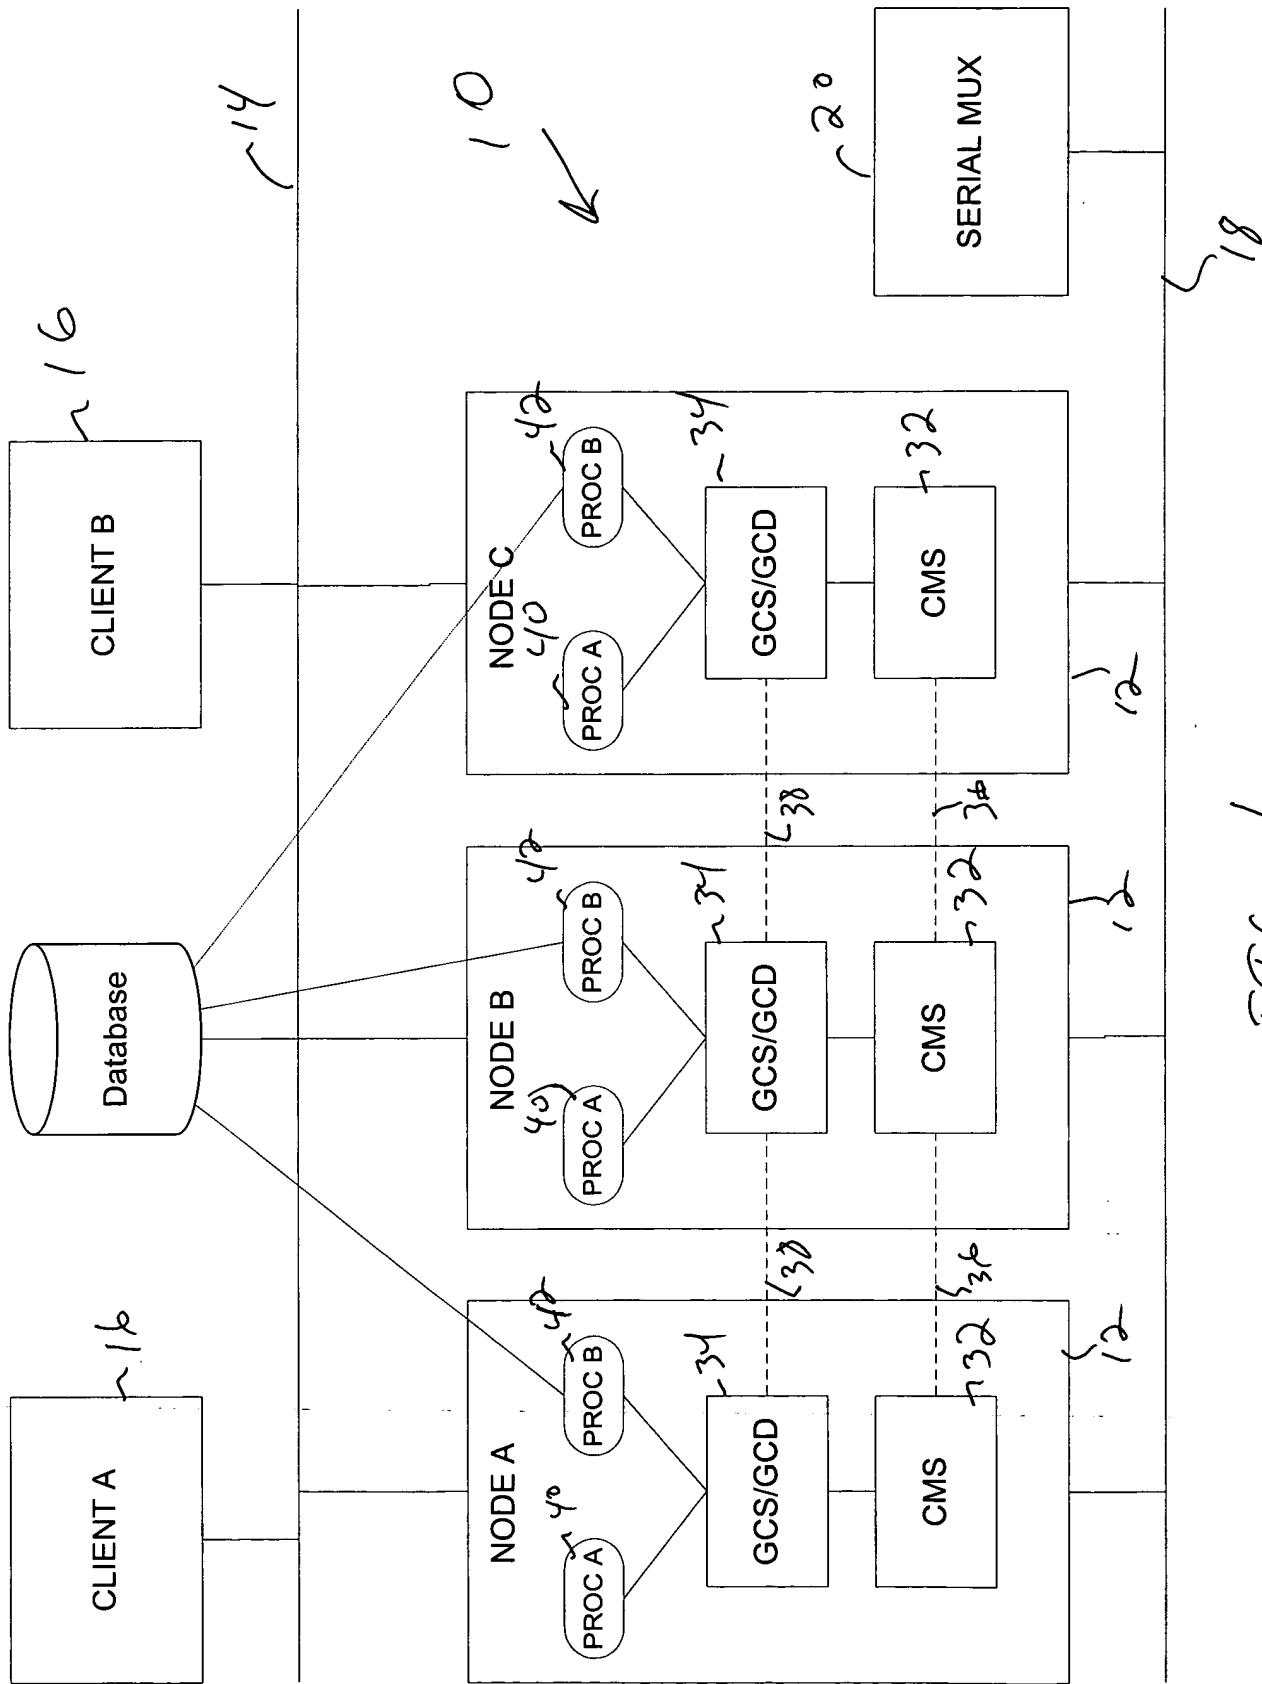 CLIENT A
16
Database
CLIENT B
16
14
10
NODE A
NODE B
NODE C
40
PROC A
42
PROC B
40
PROC A
42
PROC B
40
PROC A
42
PROC B
34
GCS/GCD
38
34
GCS/GCD
38
34
GCS/GCD
32
CMS
36
32
CMS
36
32
CMS
12
12
12
20
SERIAL MUX
18
FIG. 1